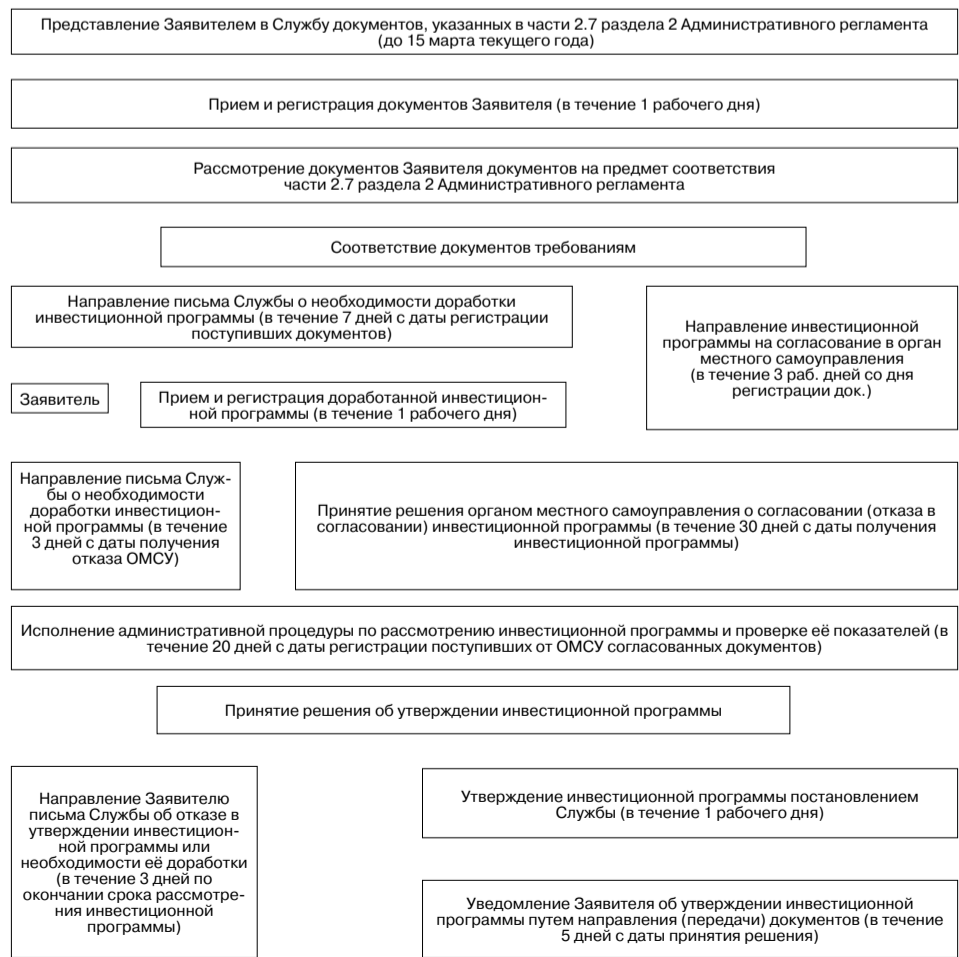 Представление Заявителем в Службу документов, указанных в части 2.7 раздела 2 Административного регламента
(до 15 марта текущего года)
Прием и регистрация документов Заявителя (в течение 1 рабочего дня)
Рассмотрение документов Заявителя документов на предмет соответствия
части 2.7 раздела 2 Административного регламента
Соответствие документов требованиям
Направление письма Службы о необходимости доработки
инвестиционной программы (в течение 7 дней с даты регистрации
поступивших документов)
Направление инвестиционной
программы на согласование в орган
местного самоуправления
(в течение 3 раб. дней со дня
регистрации док.)
Заявитель
Прием и регистрация доработанной инвестицион-
ной программы (в течение 1 рабочего дня)
Направление письма Служ-
бы о необходимости
доработки инвестицион-
ной программы (в течение
3 дней с даты получения
отказа ОМСУ)
Принятие решения органом местного самоуправления о согласовании (отказа в
согласовании) инвестиционной программы (в течение 30 дней с даты получения
инвестиционной программы)
Исполнение административной процедуры по рассмотрению инвестиционной программы и проверке её показателей (в
течение 20 дней с даты регистрации поступивших от ОМСУ согласованных документов)
Принятие решения об утверждении инвестиционной программы
Направление Заявителю
письма Службы об отказе в
утверждении инвестицион-
ной программы или
необходимости её доработки
(в течение 3 дней по
окончании срока рассмотре-
ния инвестиционной
программы)
Утверждение инвестиционной программы постановлением
Службы (в течение 1 рабочего дня)
Уведомление Заявителя об утверждении инвестиционной
программы путем направления (передачи) документов (в течение
5 дней с даты принятия решения)